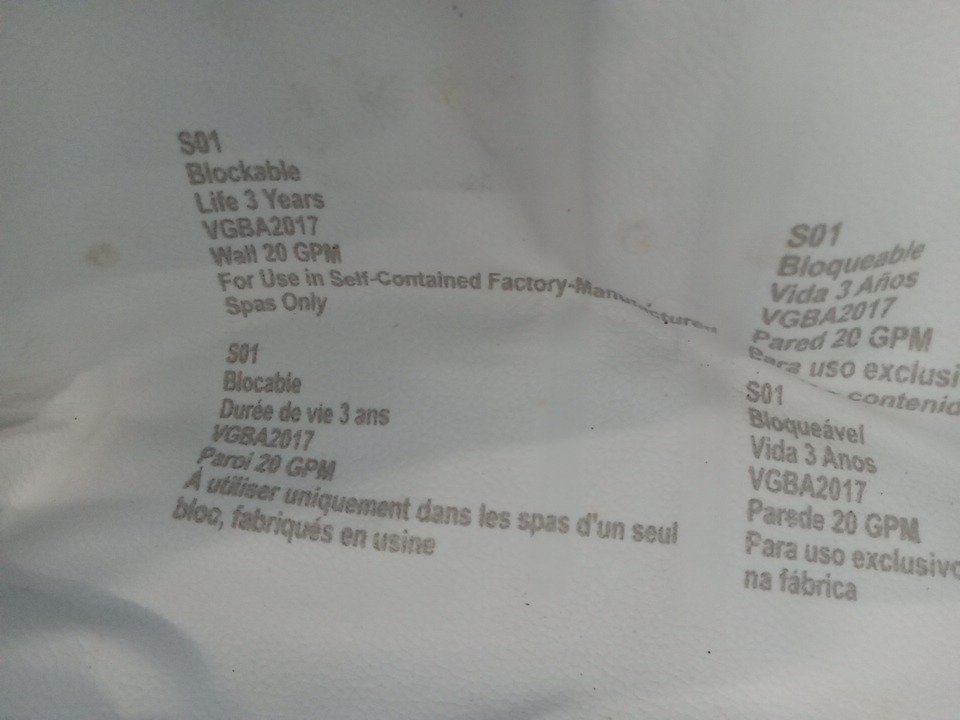 S01
Blockable
Life 3 Years
VGBA2017
Wall 20 GPM
For Use in Self-Contained Factory-Manufactured
Spas Only
S01
Blocable
Durée de vie 3 ans
VGBA2017
Paroi 20 GPM
À utiliser uniquement dans les spas d'un seul
bloc, fabriqués en usine
S01
Bloqueable
Vida 3 Años
VGBA2017
Pared 20 GPM
Para uso exclusi
contenid
S01
Bloqueável
Vida 3 Anos
VGBA2017
Parede 20 GPM
Para uso exclusivo
na fábrica